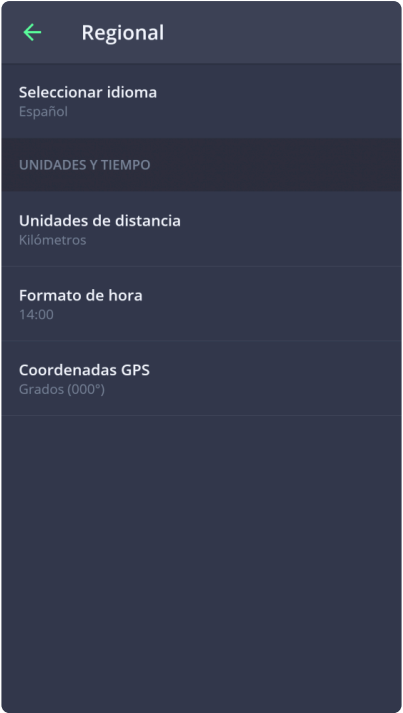 Regional
Seleccionar idioma
Español
UNIDADES Y TIEMPO
Unidades de distancia
Kilómetros
Formato de hora
14:00
Coordenadas GPS
Grados (000°)